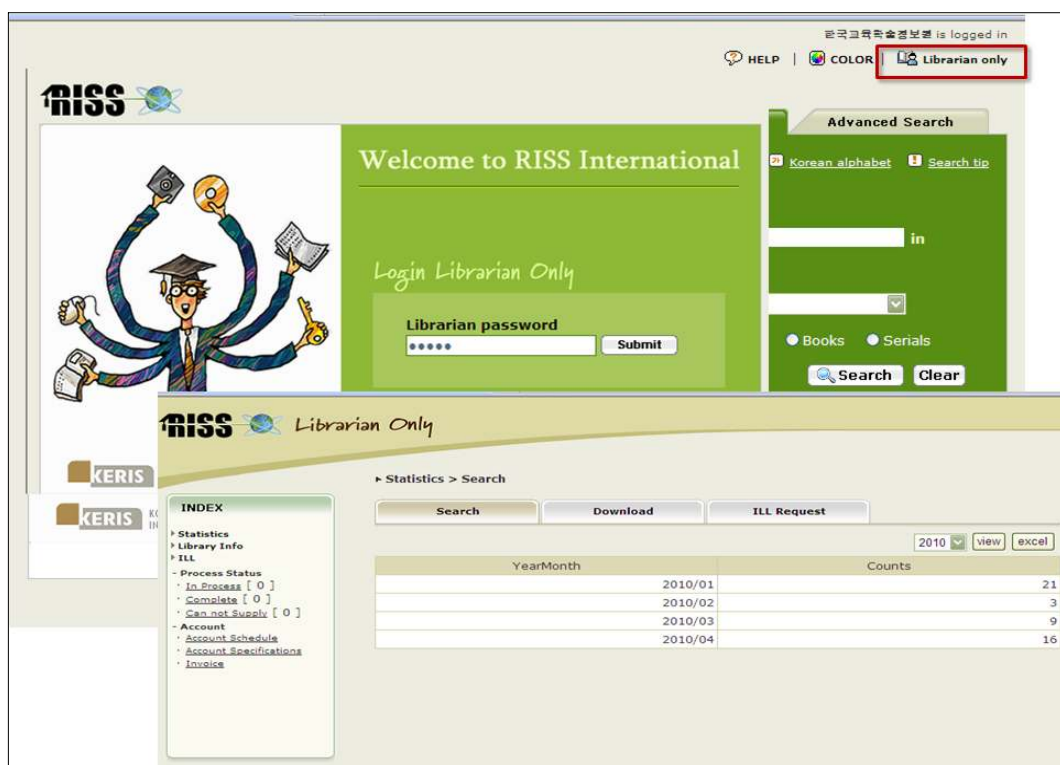 한국교육학술정보원 is logged in
HELP | COLOR | Librarian only
RISS
Advanced Search
Welcome to RISS International
Korean alphabet Search tip
in
Login Librarian Only
Librarian password
••••• Submit
Books Serials
Search Clear
KERIS
KERIS
RISS Librarian Only
Statistics > Search
INDEX
Statistics
Library Info
ILL
- Process Status
· In Process [ 0 ]
· Complete [ 0 ]
· Can not Supply [ 0 ]
- Account
· Account Schedule
· Account Specifications
· Invoice
Search Download ILL Request
2010 view excel
YearMonth Counts
2010/01 21
2010/02 3
2010/03 9
2010/04 16